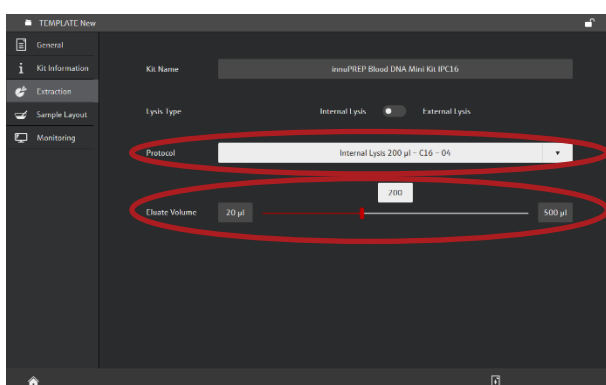 TEMPLATE New
General
Kit Information
Extraction
Sample Layout
Monitoring
Kit Name innuPREP Blood DNA Mini Kit IPC16
Lysis Type Internal Lysis External Lysis
Protocol Internal Lysis 200 µl – C16 – 04
200
Eluate Volume 20 µl 500 µl